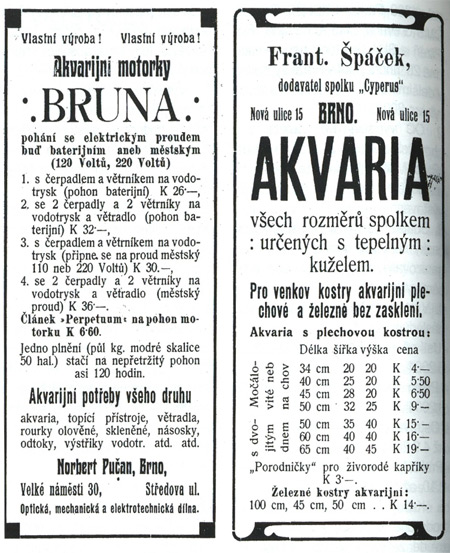 Vlastní výroba! Vlastní výroba!
Akvarijní motorky
∴BRUNA.·
pohání se elektrickým proudem
buď baterijním aneb městským
(120 Voltů, 220 Voltů)
1. s čerpadlem a větrníkem na vodo-
trysk (pohon baterijní) K 26·—,
2. se 2 čerpadly a 2 větrníky na
vodotrysk a větradlo (pohon ba-
terijní) K 32·—,
3. s čerpadlem a větrníkem na vodo-
trysk (připne. se na proud městský
110 neb 220 Voltů) K 30.—,
4. se 2 čerpadly a 2 větrníky na
vodotrysk a větradlo (městský
proud) K 36·—.
Článek »Perpetuum« na pohon mo-
torku K 6·60.
Jedno plnění (půl kg. modré skalice
50 hal.) stačí na nepřetržitý pohon
asi 120 hodin.
Akvarijní potřeby všeho druhu
akvaria, topící přístroje, větradla,
rourky olověné, skleněné, násosky,
odtoky, výstřiky vodotr. atd. atd.
Norbert Pučan, Brno,
Velké náměstí 30, Středova ul.
Optická, mechanická a elektrotechnická dílna.
Frant. Špáček,
dodavatel spolku „Cyperus"
Nová ulice 15 BRNO. Nová ulice 15
AKVARIA
všech rozměrů spolkem
: určených s tepelným :
kuželem.
Pro venkov kostry akvarijní ple-
chové a železné bez zasklení.
Akvaria s plechovou kostrou:
Délka šířka výška cena
Močálo-
vité neb
na chov
34 cm 20 20 K 4·—
40 cm 25 20 K 5·50
45 cm 28 20 K 6·50
50 cm 32 25 K 9·—
s dvo-
jitým
dnem
50 cm 35 40 K 15·—
60 cm 40 40 K 16·—
65 cm 40 45 K 19·—
„Porodničky" pro živorodé kapříky
K 3·—.
Železné kostry akvarijní:
100 cm, 45 cm, 50 cm . . K 14·—.